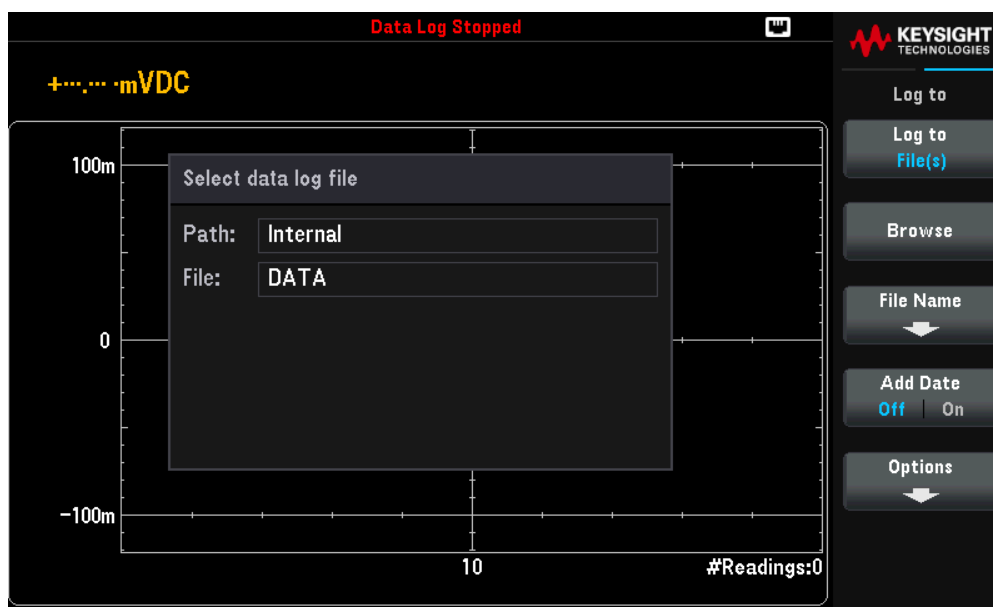 Data Log Stopped
KEYSIGHT
TECHNOLOGIES
+---.--- -mVDC
Log to
Log to
File(s)
100m
Select data log file
Path: Internal
Browse
File: DATA
File Name
0
Add Date
Off On
Options
-100m
10
#Readings:0